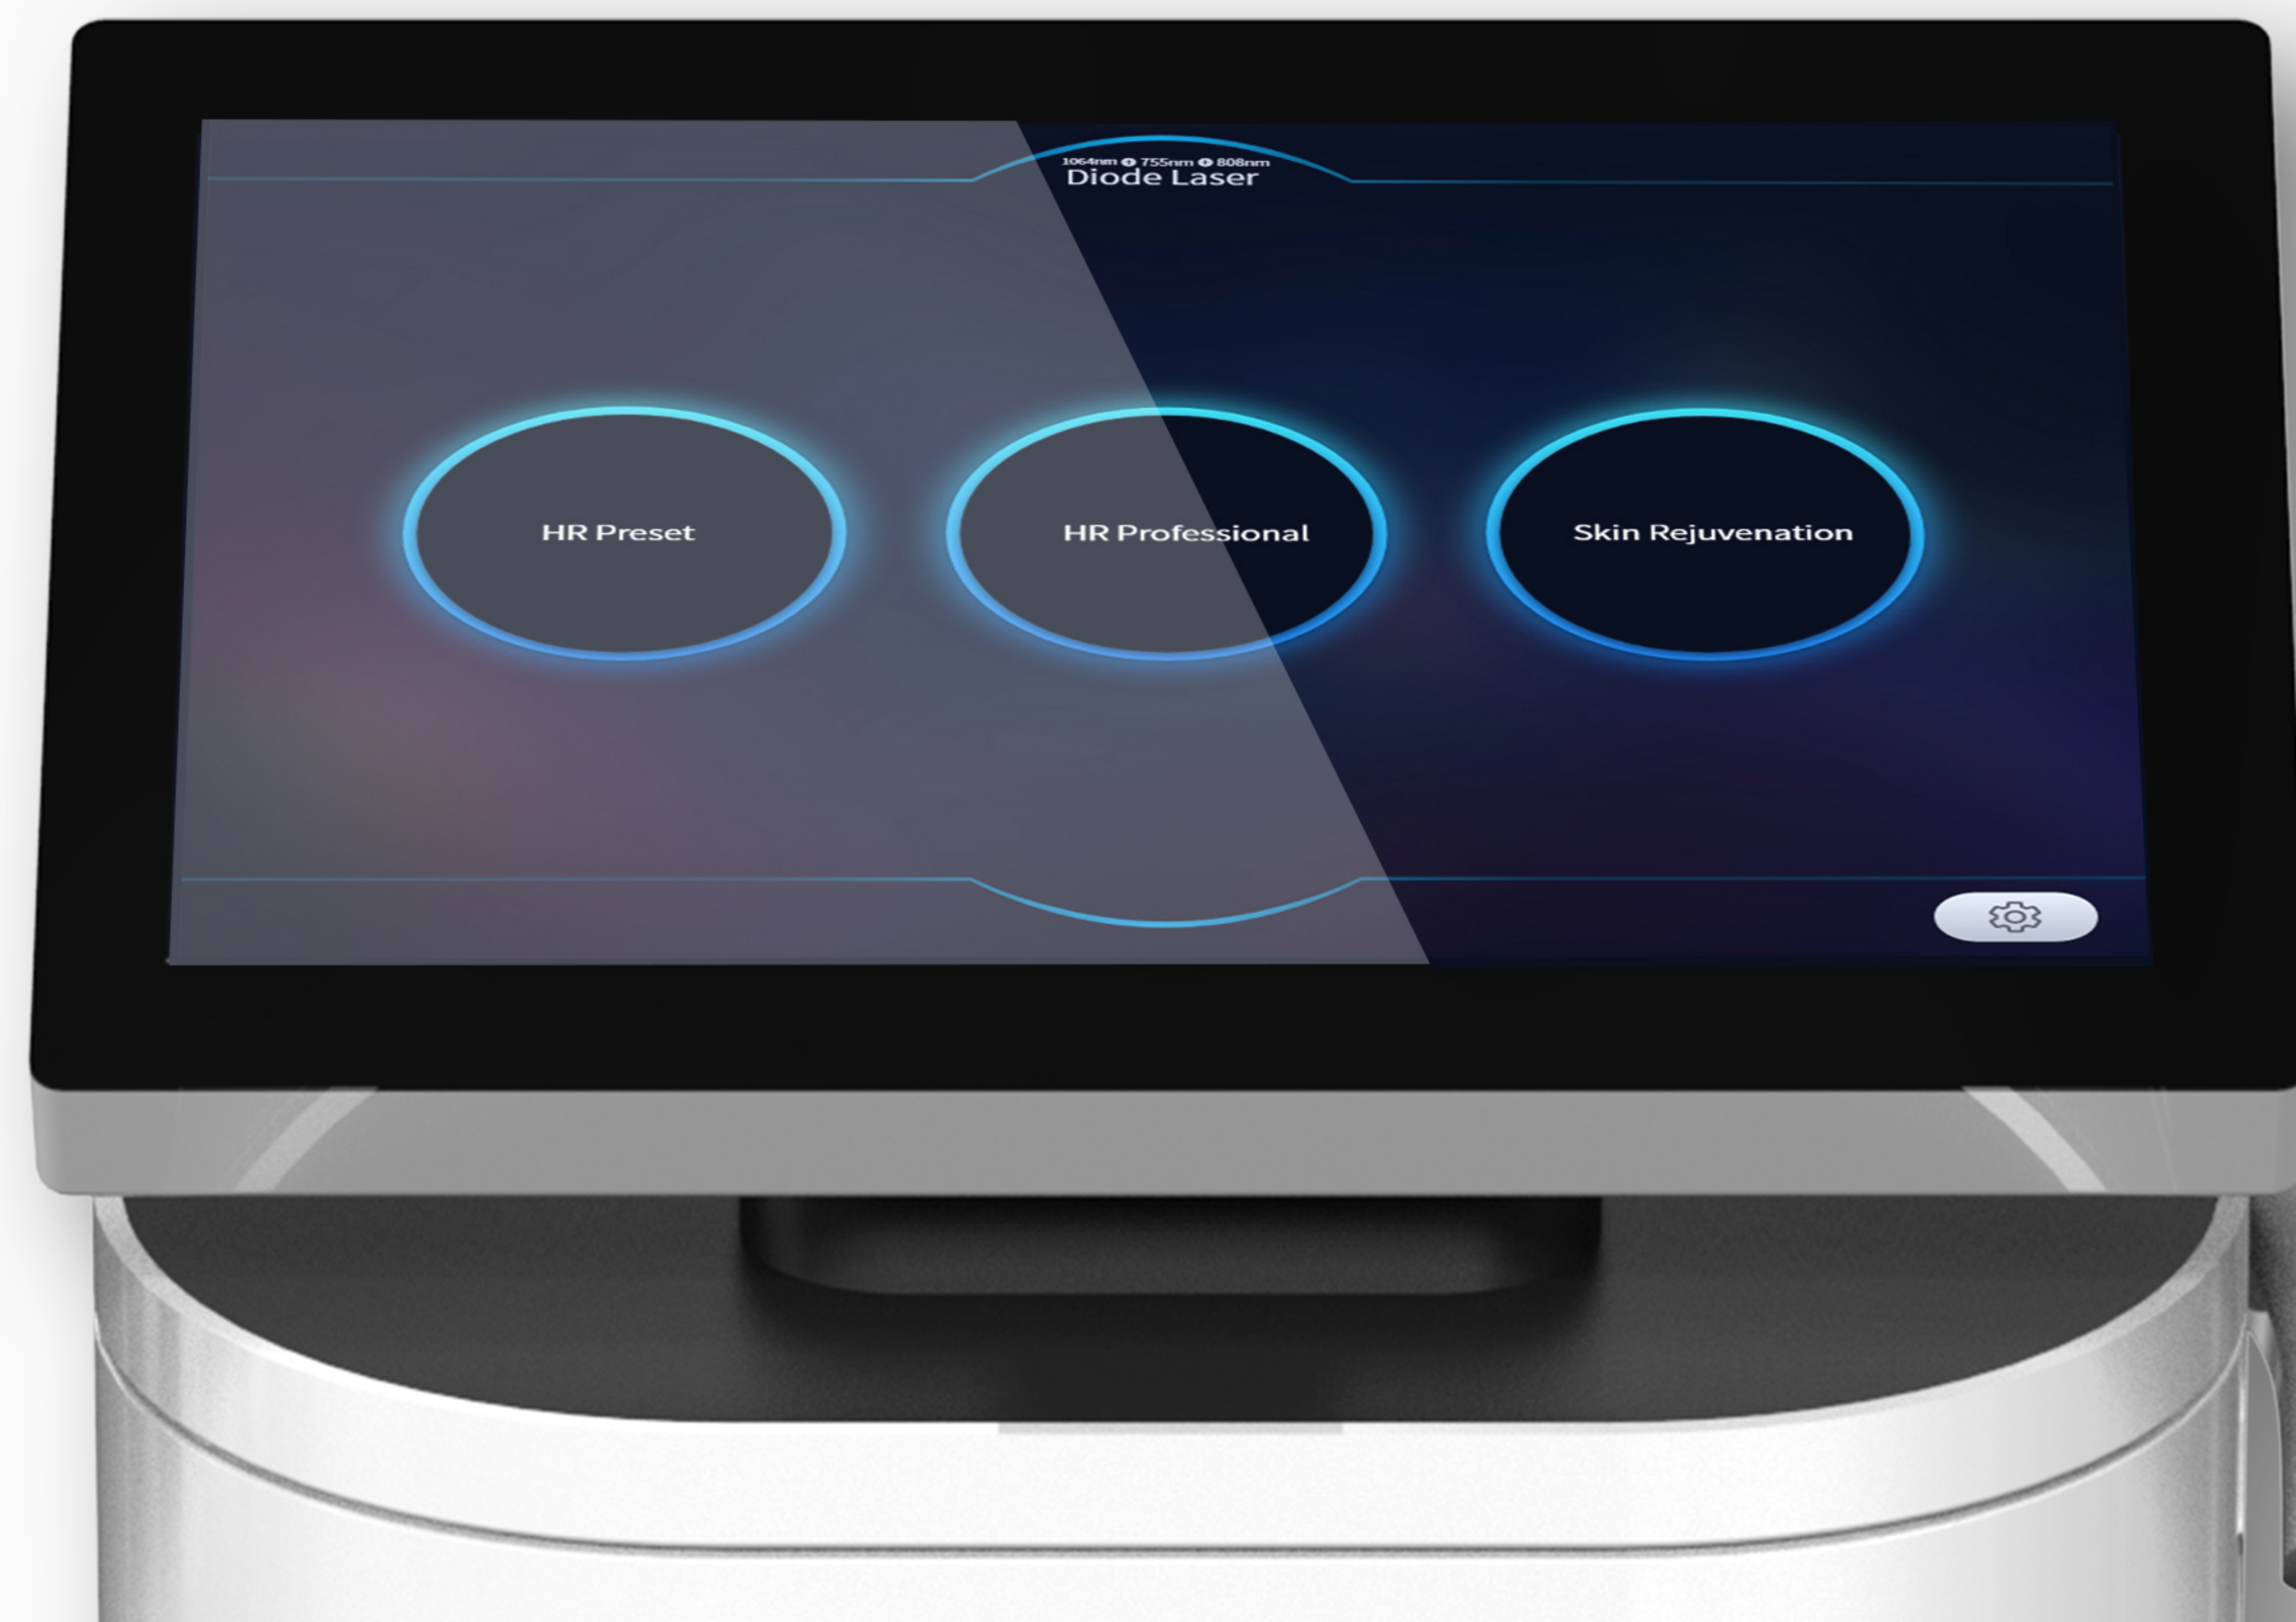 1064nm + 755nm + 808nm
Diode Laser
HR Preset
HR Professional
Skin Rejuvenation